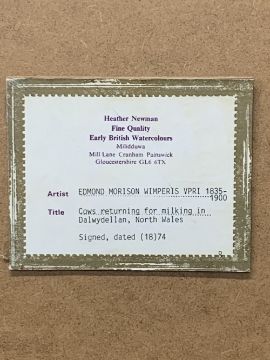 Heather Newman
Fine Quality
Early British Watercolours
Milidduwa
Mill Lane Cranham Painswick
Gloucestershire GL6 6TX
Artist EDMOND MORISON WIMPERIS VPRI 1835-
1900
Title Cows returning for milking in
Dalwydellan, North Wales
Signed, dated (18)74